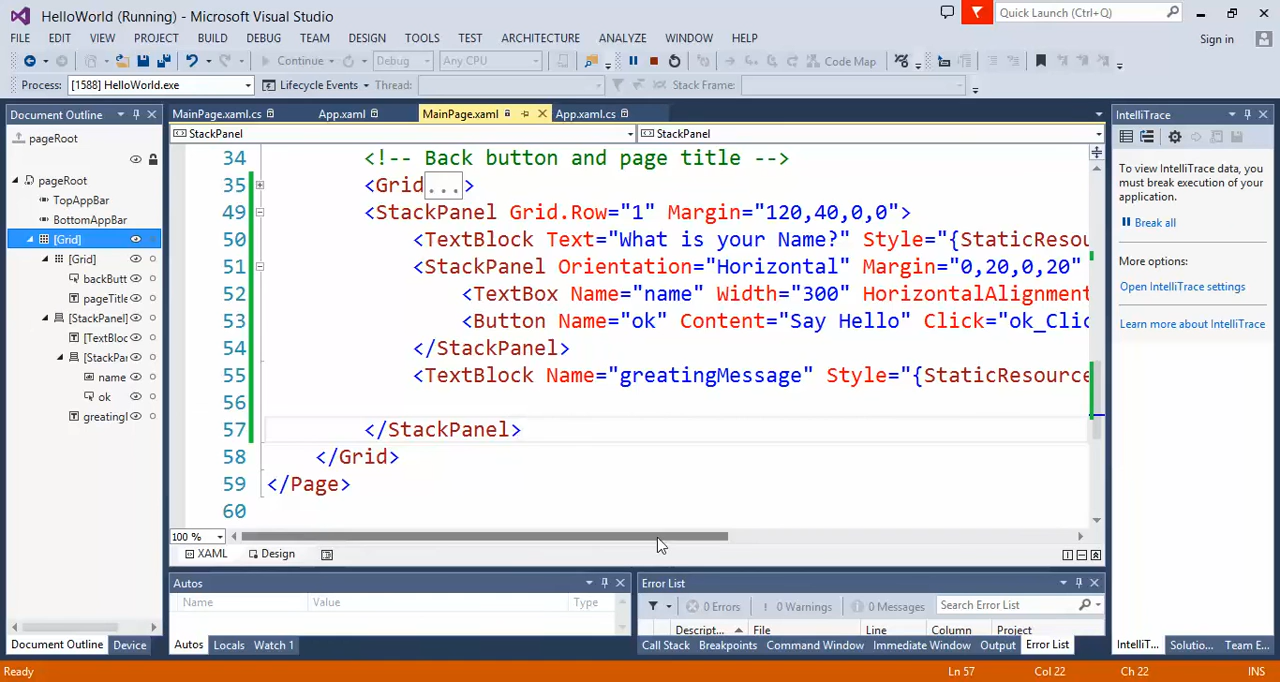 HelloWorld (Running) - Microsoft Visual Studio
Quick Launch (Ctrl+Q)
FILE EDIT VIEW PROJECT BUILD DEBUG TEAM DESIGN TOOLS TEST ARCHITECTURE ANALYZE WINDOW HELP
Sign in
Continue Debug Any CPU Code Map
Process: [1588] HelloWorld.exe Lifecycle Events Thread: Stack Frame:
Document Outline
pageRoot
pageRoot
TopAppBar
BottomAppBar
[Grid]
[Grid]
backButt
pageTitle
[StackPanel]
[TextBloc
[StackPar
name
ok
greatingI
Document Outline Device
MainPage.xaml.cs App.xaml MainPage.xaml App.xaml.cs
StackPanel StackPanel
34 <!-- Back button and page title -->
35 <Grid...>
49 <StackPanel Grid.Row="1" Margin="120,40,0,0">
50 <TextBlock Text="What is your Name?" Style="{StaticResou
51 <StackPanel Orientation="Horizontal" Margin="0,20,0,20"
52 <TextBox Name="name" Width="300" HorizontalAlignment
53 <Button Name="ok" Content="Say Hello" Click="ok_Clic
54 </StackPanel>
55 <TextBlock Name="greatingMessage" Style="{StaticResource
56
57 </StackPanel>
58 </Grid>
59 </Page>
60
100 %
XAML Design
Autos
Name Value Type
Autos Locals Watch 1
Error List
0 Errors 0 Warnings 0 Messages Search Error List
Descript... File Line Column Project
Call Stack Breakpoints Command Window Immediate Window Output Error List
IntelliTrace
To view IntelliTrace data, you
must break execution of your
application.
Break all
More options:
Open IntelliTrace settings
Learn more about IntelliTrace
IntelliT... Solutio... Team E...
Ready Ln 57 Col 22 Ch 22 INS